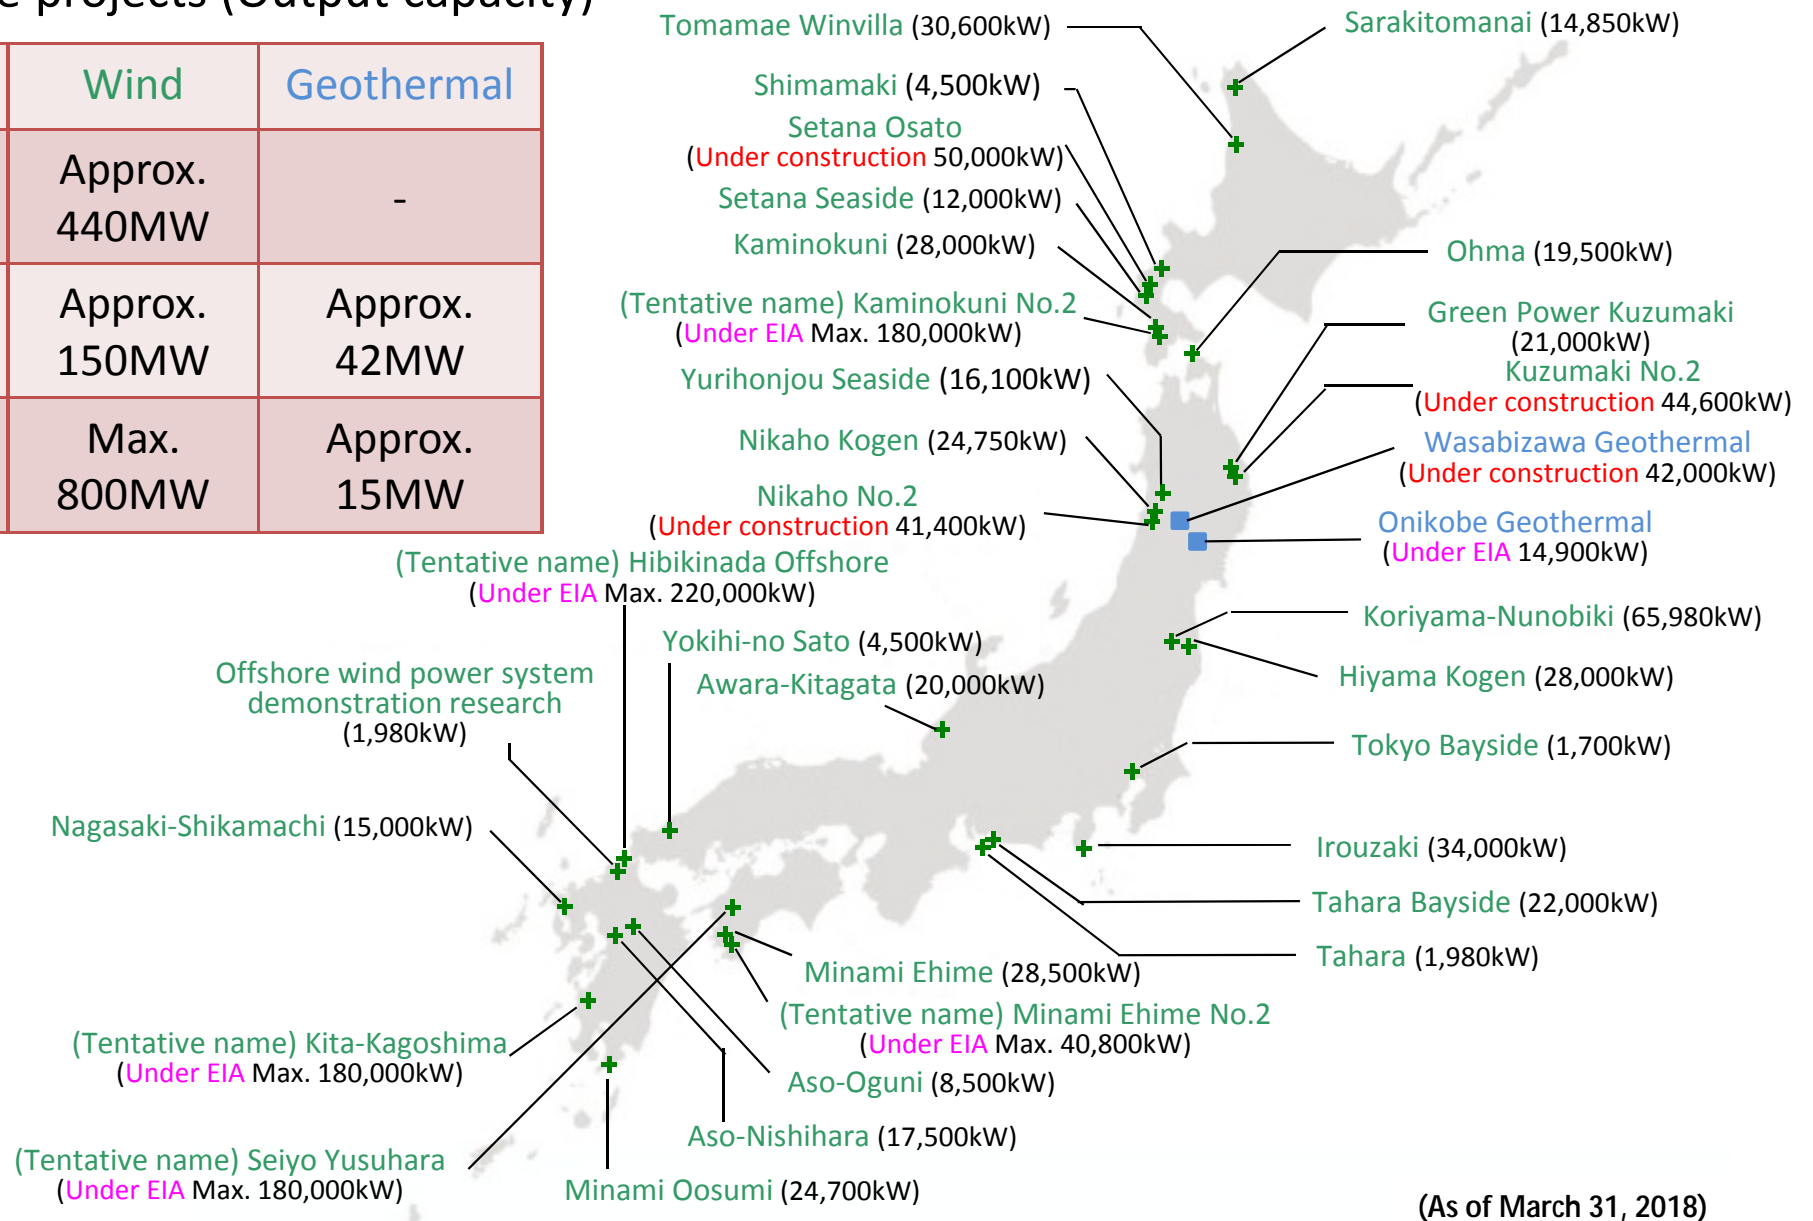 e projects (Output capacity)
Wind
Geothermal
Approx.
440MW
-
Approx.
150MW
Approx.
42MW
Max.
800MW
Approx.
15MW
Tomamae Winvilla (30,600kW)
Sarakitomanai (14,850kW)
Shimamaki (4,500kW)
Setana Osato
(Under construction 50,000kW)
Setana Seaside (12,000kW)
Kaminokuni (28,000kW)
Ohma (19,500kW)
(Tentative name) Kaminokuni No.2
(Under EIA Max. 180,000kW)
Green Power Kuzumaki
(21,000kW)
Kuzumaki No.2
(Under construction 44,600kW)
Yurihonjou Seaside (16,100kW)
Nikaho Kogen (24,750kW)
Wasabizawa Geothermal
(Under construction 42,000kW)
Nikaho No.2
(Under construction 41,400kW)
Onikobe Geothermal
(Under EIA 14,900kW)
(Tentative name) Hibikinada Offshore
(Under EIA Max. 220,000kW)
Koriyama-Nunobiki (65,980kW)
Yokihi-no Sato (4,500kW)
Offshore wind power system
demonstration research
(1,980kW)
Awara-Kitagata (20,000kW)
Hiyama Kogen (28,000kW)
Tokyo Bayside (1,700kW)
Nagasaki-Shikamachi (15,000kW)
Irouzaki (34,000kW)
Tahara Bayside (22,000kW)
Tahara (1,980kW)
Minami Ehime (28,500kW)
(Tentative name) Minami Ehime No.2
(Under EIA Max. 40,800kW)
(Tentative name) Kita-Kagoshima
(Under EIA Max. 180,000kW)
Aso-Oguni (8,500kW)
Aso-Nishihara (17,500kW)
(Tentative name) Seiyo Yusuhara
(Under EIA Max. 180,000kW)
Minami Oosumi (24,700kW)
(As of March 31, 2018)